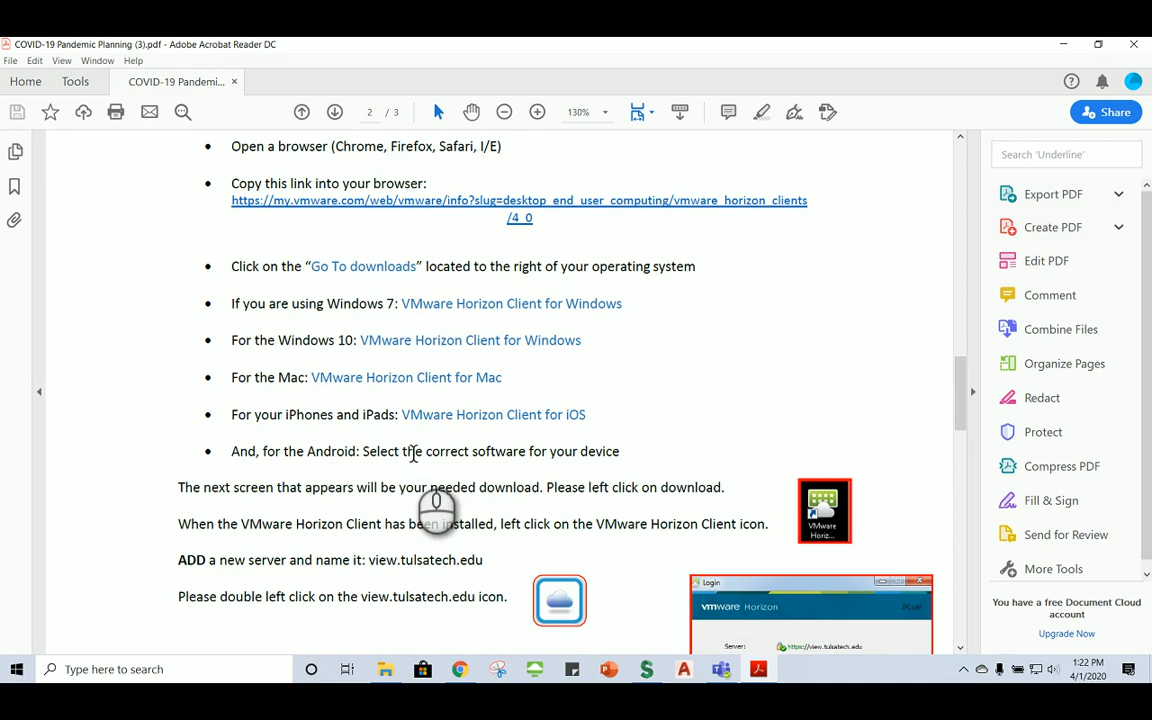 COVID-19 Pandemic Planning (3).pdf - Adobe Acrobat Reader DC
File Edit View Window Help
Home Tools COVID-19 Pandemi... ×
2 / 3 130% Share
Open a browser (Chrome, Firefox, Safari, I/E)
Copy this link into your browser:
https://my.vmware.com/web/vmware/info?slug=desktop_end_user_computing/vmware_horizon_clients
/4_0
Click on the “Go To downloads” located to the right of your operating system
If you are using Windows 7: VMware Horizon Client for Windows
For the Windows 10: VMware Horizon Client for Windows
For the Mac: VMware Horizon Client for Mac
For your iPhones and iPads: VMware Horizon Client for iOS
And, for the Android: Select the correct software for your device
The next screen that appears will be your needed download. Please left click on download.
When the VMware Horizon Client has been installed, left click on the VMware Horizon Client icon.
VMware
Horiz...
ADD a new server and name it: view.tulsatech.edu
Please double left click on the view.tulsatech.edu icon.
Login
vmware Horizon
Server: https://view.tulsatech.edu
Search 'Underline'
Export PDF
Create PDF
Edit PDF
Comment
Combine Files
Organize Pages
Redact
Protect
Compress PDF
Fill & Sign
Send for Review
More Tools
You have a free Document Cloud
account
Upgrade Now
Type here to search
1:22 PM
4/1/2020